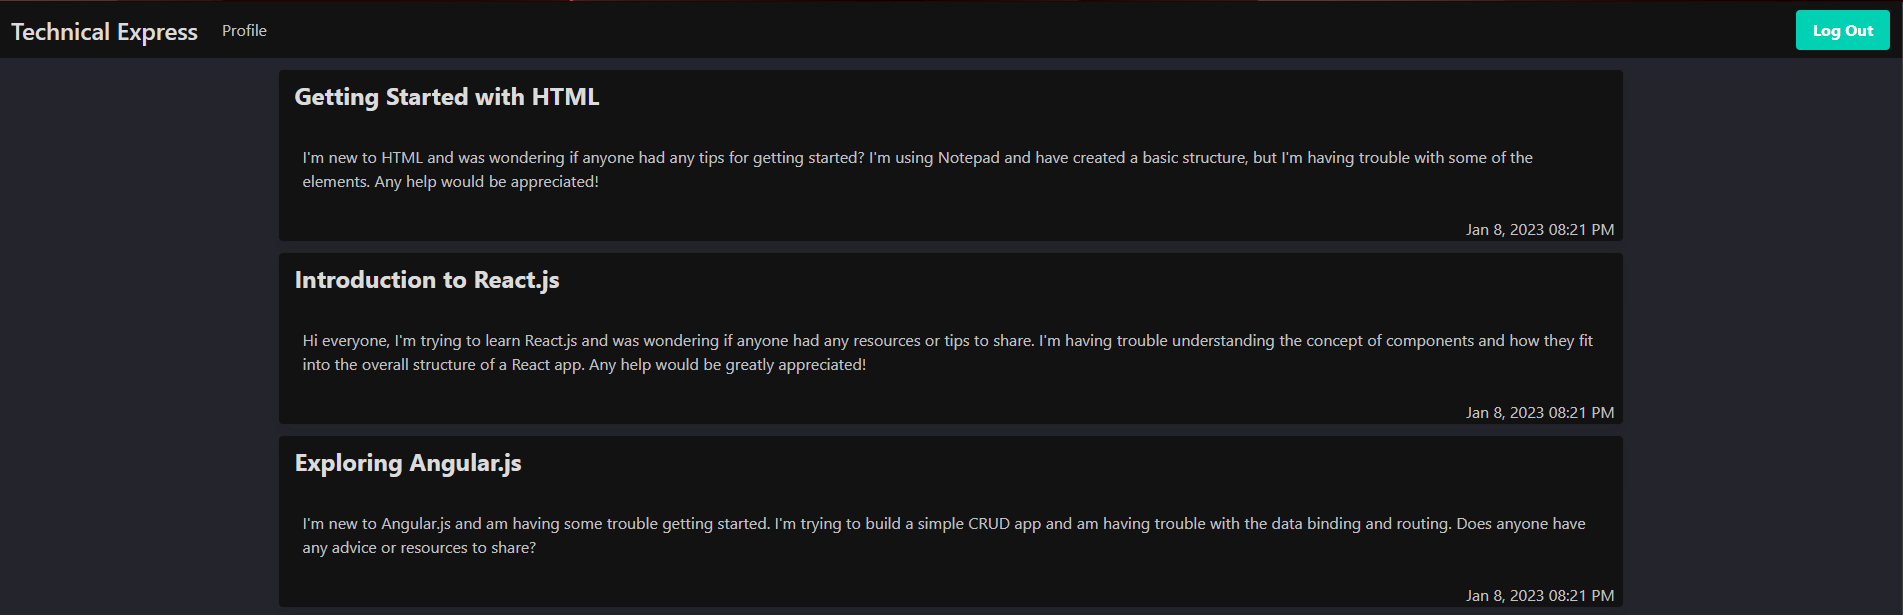 Technical Express Profile Log Out
Getting Started with HTML
I'm new to HTML and was wondering if anyone had any tips for getting started? I'm using Notepad and have created a basic structure, but I'm having trouble with some of the
elements. Any help would be appreciated!
Jan 8, 2023 08:21 PM
Introduction to React.js
Hi everyone, I'm trying to learn React.js and was wondering if anyone had any resources or tips to share. I'm having trouble understanding the concept of components and how they fit
into the overall structure of a React app. Any help would be greatly appreciated!
Jan 8, 2023 08:21 PM
Exploring Angular.js
I'm new to Angular.js and am having some trouble getting started. I'm trying to build a simple CRUD app and am having trouble with the data binding and routing. Does anyone have
any advice or resources to share?
Jan 8, 2023 08:21 PM